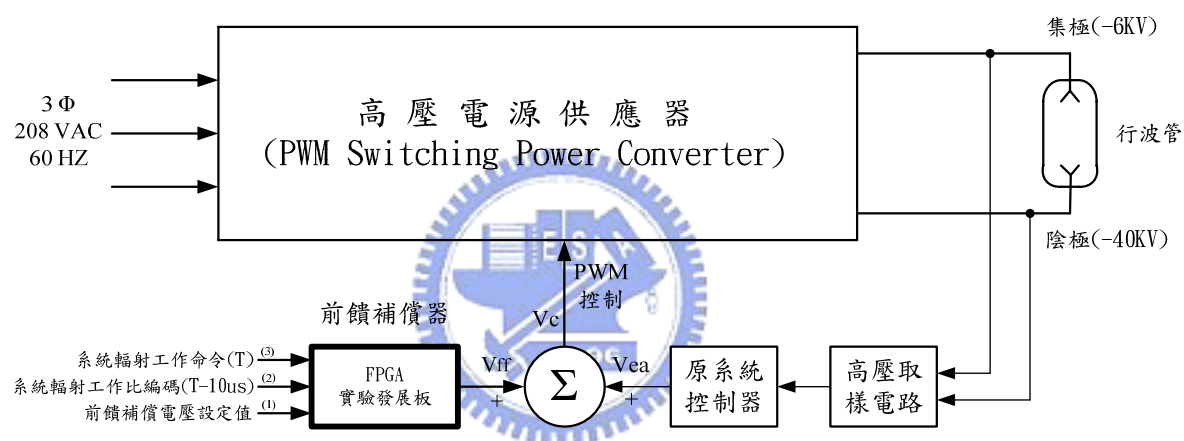 集極(-6KV)
3 Φ
208 VAC
60 HZ
高壓電源供應器
(PWM Switching Power Converter)
行波管
陰極(-40KV)
PWM
控制
Vc
前饋補償器
系統輻射工作命令(T) (3)
系統輻射工作比編碼(T-10us) (2)
前饋補償電壓設定值 (1)
FPGA
實驗發展板
Vff
+
Σ
Vea
+
原系統
控制器
高壓取
樣電路
ESA